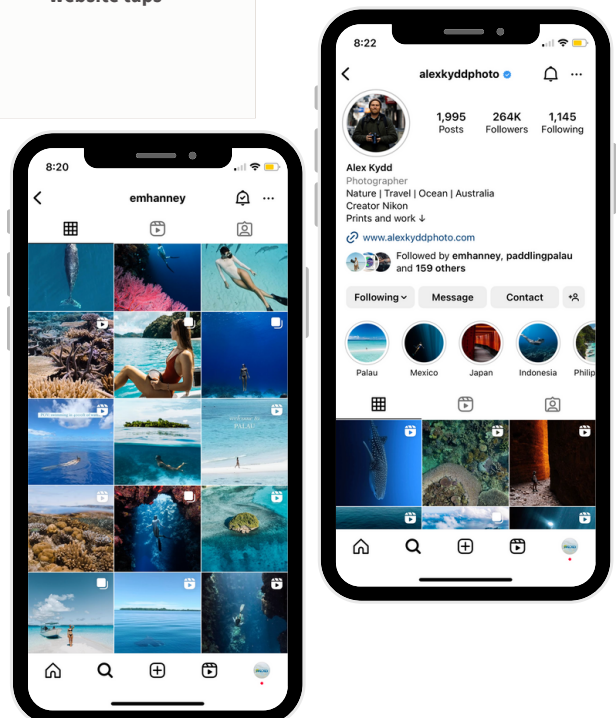 website taps
8:20
emhanney
PALAU
8:22
alexkyddphoto
1,995 264K 1,145
Posts Followers Following
Alex Kydd
Photographer
Nature | Travel | Ocean | Australia
Creator Nikon
Prints and work ↓
www.alexkyddphoto.com
Followed by emhanney, paddlingpalau
and 159 others
Following Message Contact
Palau Mexico Japan Indonesia Philip